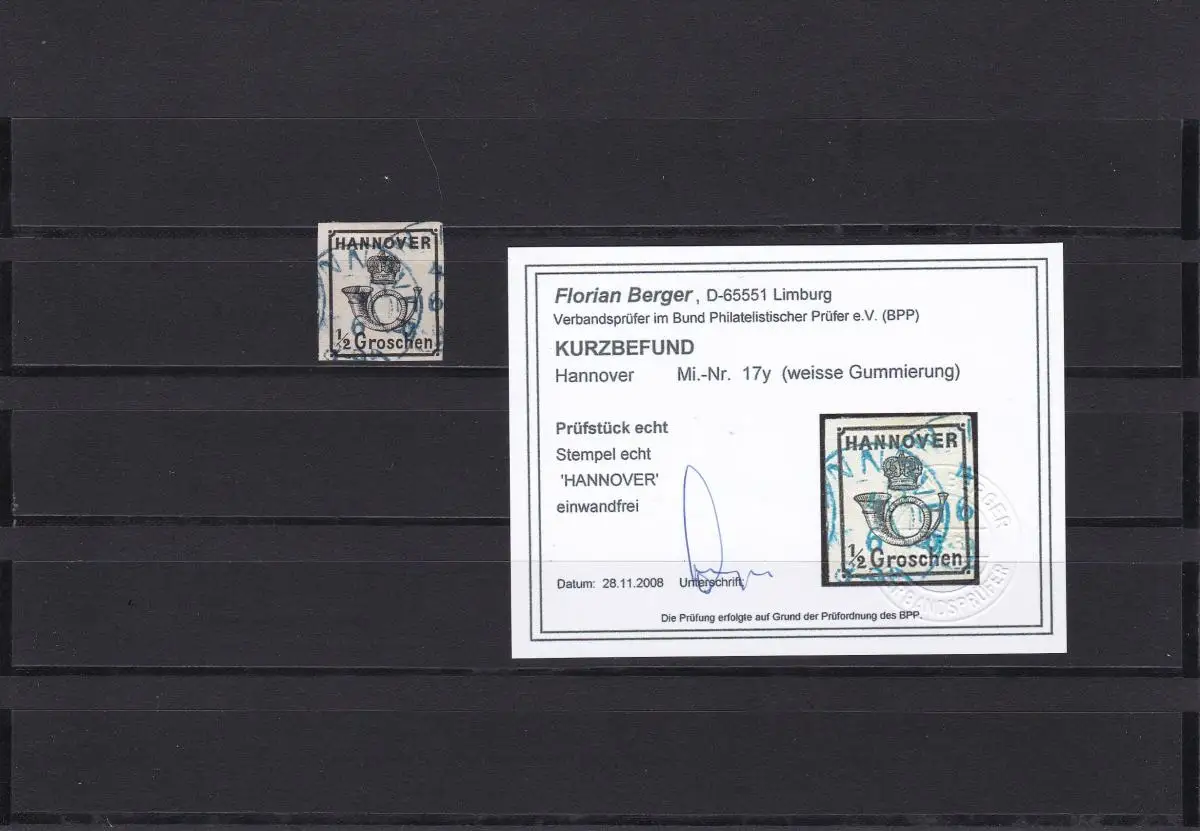 HANNOVER
1/2 Groschen
Florian Berger, D-65551 Limburg
Verbandsprüfer im Bund Philatelistischer Prüfer e.V. (BPP)
KURZBEFUND
Hannover Mi.-Nr. 17y (weisse Gummierung)
Prüfstück echt
Stempel echt
'HANNOVER'
einwandfrei
HANNOVER
1/2 Groschen
BERGER
VERBANDSPRÜFER
Datum: 28.11.2008 Unterschrift:
Die Prüfung erfolgte auf Grund der Prüfordnung des BPP.